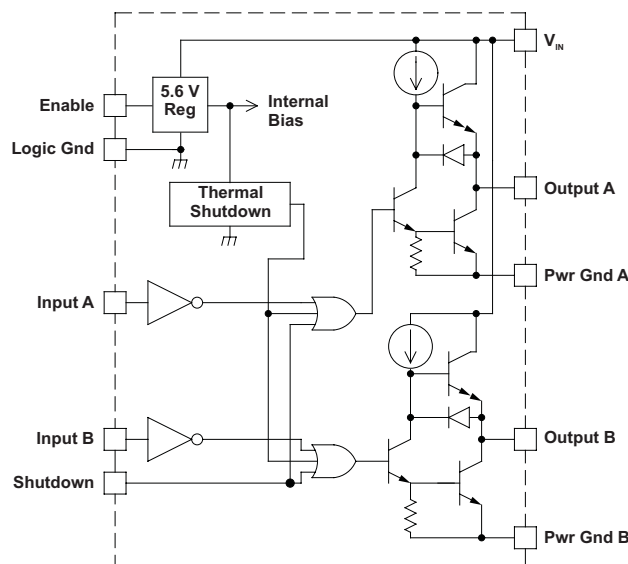 V_IN
5.6 V
Reg
Enable
Internal
Bias
Logic Gnd
Thermal
Shutdown
Output A
Pwr Gnd A
Input A
Input B
Output B
Shutdown
Pwr Gnd B